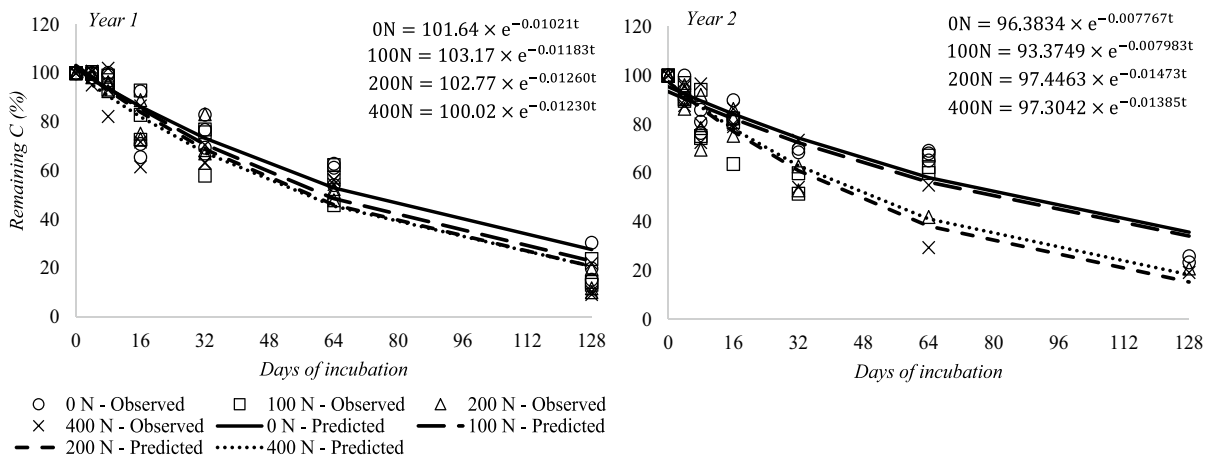 Year 1
0N = 101.64 × e^−0.01021t
100N = 103.17 × e^−0.01183t
200N = 102.77 × e^−0.01260t
400N = 100.02 × e^−0.01230t
Remaining C (%)
120
100
80
60
40
20
0
0 16 32 48 64 80 96 112 128
Days of incubation
Year 2
0N = 96.3834 × e^−0.007767t
100N = 93.3749 × e^−0.007983t
200N = 97.4463 × e^−0.01473t
400N = 97.3042 × e^−0.01385t
120
100
80
60
40
20
0
0 16 32 48 64 80 96 112 128
Days of incubation
0 N - Observed 100 N - Observed 200 N - Observed
400 N - Observed 0 N - Predicted 100 N - Predicted
200 N - Predicted 400 N - Predicted